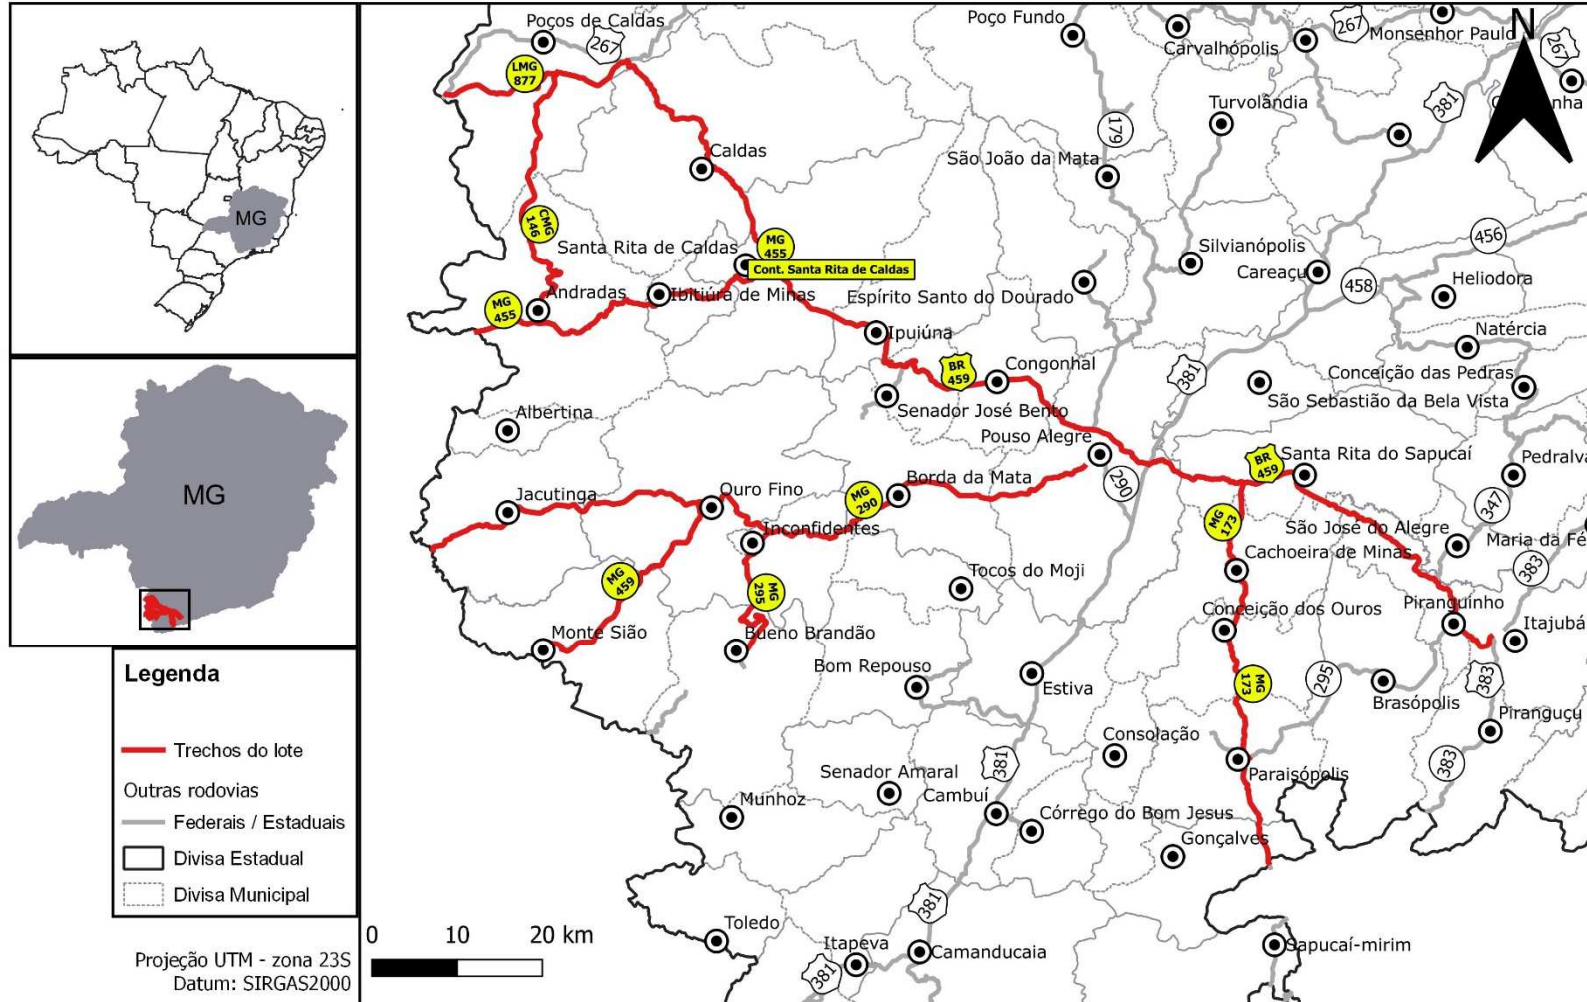 MG
MG
Legenda
Trechos do lote
Outras rodovias
Federais / Estaduais
Divisa Estadual
Divisa Municipal
Projeção UTM - zona 23S
Datum: SIRGAS2000
0 10 20 km
N
Poços de Caldas
267
LMG
877
Poço Fundo
Carvalhópolis
267
Monsenhor Paulo
267
381
Turvolândia
179
São João da Mata
Caldas
CMG
146
Santa Rita de Caldas
MG
455
Cont. Santa Rita de Caldas
Silvianópolis
Careaçu
456
458
Heliodora
Andradas
MG
455
Ibitiúra de Minas
Espírito Santo do Dourado
Natércia
Ipuiúna
BR
459
Congonhal
381
Conceição das Pedras
São Sebastião da Bela Vista
Albertina
Senador José Bento
Pouso Alegre
290
BR
459
Santa Rita do Sapucaí
Pedralva
347
Jacutinga
Ouro Fino
MG
290
Borda da Mata
Inconfidentes
MG
173
São José do Alegre
Maria da Fé
383
Cachoeira de Minas
MG
459
MG
295
Tocos do Moji
Conceição dos Ouros
Piranguinho
Itajubá
Monte Sião
Bueno Brandão
Bom Repouso
Estiva
MG
173
295
Brasópolis
383
Piranguçu
383
Consolação
381
Paraisópolis
Munhoz
Senador Amaral
Cambuí
Córrego do Bom Jesus
Gonçalves
381
Toledo
Itapeva
381
Camanducaia
Sapucaí-mirim